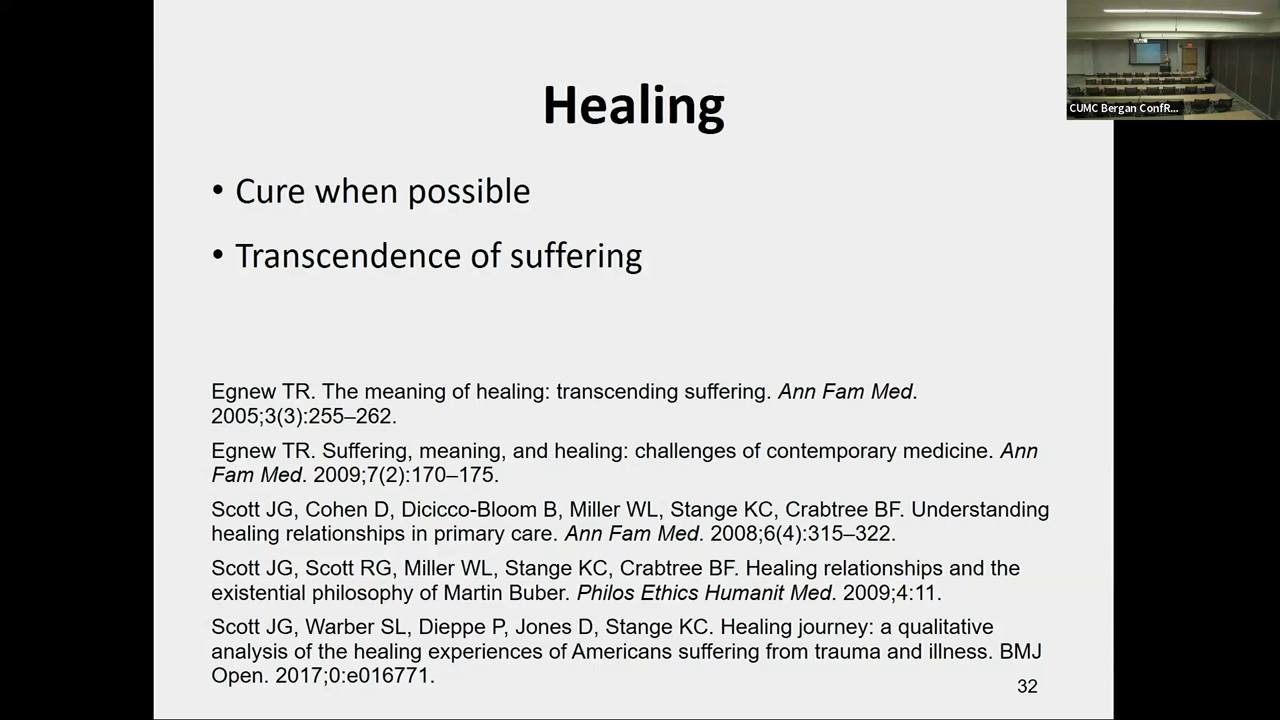 Healing
CUMC Bergan ConfR...
• Cure when possible
• Transcendence of suffering
Egnew TR. The meaning of healing: transcending suffering. Ann Fam Med.
2005;3(3):255–262.
Egnew TR. Suffering, meaning, and healing: challenges of contemporary medicine. Ann
Fam Med. 2009;7(2):170–175.
Scott JG, Cohen D, Dicicco-Bloom B, Miller WL, Stange KC, Crabtree BF. Understanding
healing relationships in primary care. Ann Fam Med. 2008;6(4):315–322.
Scott JG, Scott RG, Miller WL, Stange KC, Crabtree BF. Healing relationships and the
existential philosophy of Martin Buber. Philos Ethics Humanit Med. 2009;4:11.
Scott JG, Warber SL, Dieppe P, Jones D, Stange KC. Healing journey: a qualitative
analysis of the healing experiences of Americans suffering from trauma and illness. BMJ
Open. 2017;0:e016771.
32